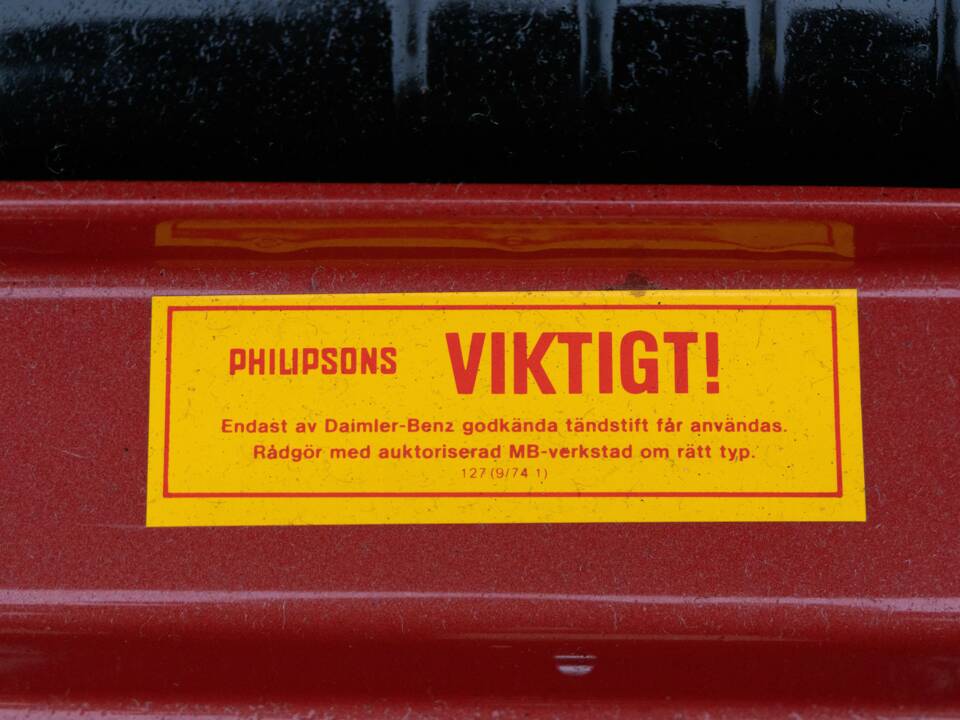 PHILIPSONS VIKTIGT!
Endast av Daimler-Benz godkända tändstift får användas.
Rådgör med auktoriserad MB-verkstad om rätt typ.
127 (9/74 1)